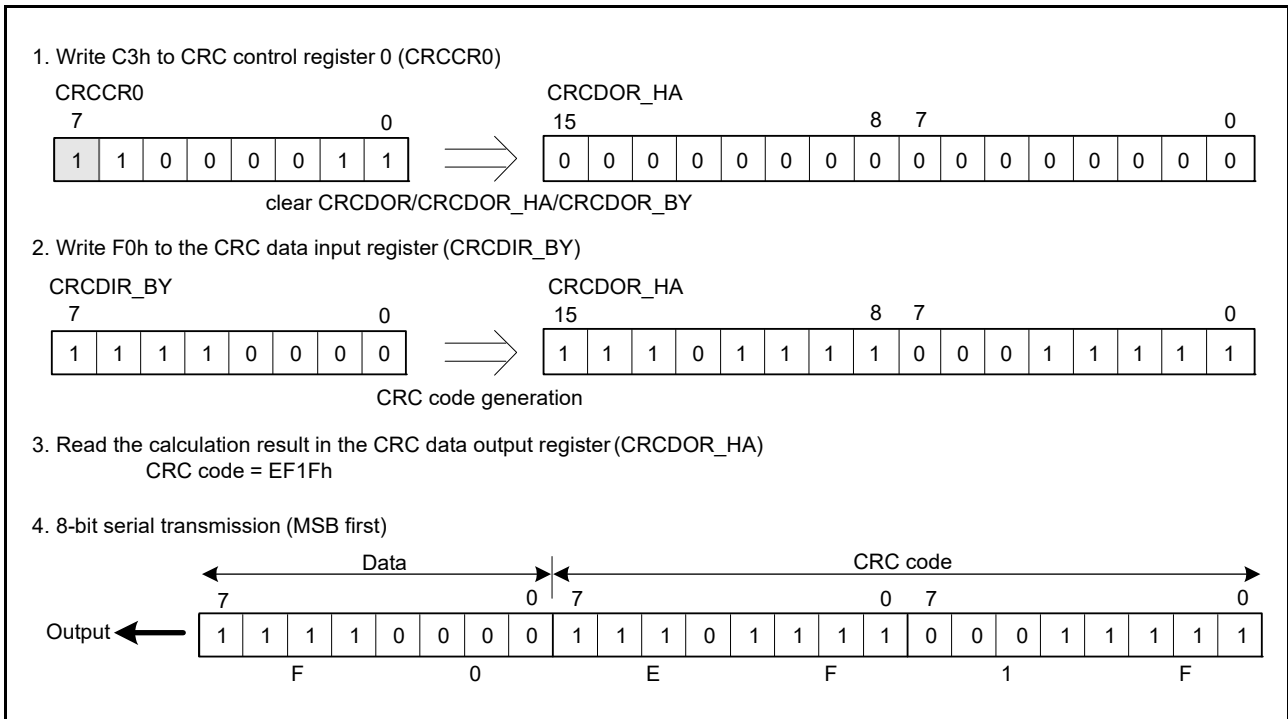 1. Write C3h to CRC control register 0 (CRCCR0)
CRCCR0 CRCDOR_HA
7 0 15 8 7 0
1 1 0 0 0 0 1 1 0 0 0 0 0 0 0 0 0 0 0 0 0 0 0 0
clear CRCDOR/CRCDOR_HA/CRCDOR_BY
2. Write F0h to the CRC data input register (CRCDIR_BY)
CRCDIR_BY CRCDOR_HA
7 0 15 8 7 0
1 1 1 1 0 0 0 0 1 1 1 0 1 1 1 1 0 0 0 1 1 1 1 1
CRC code generation
3. Read the calculation result in the CRC data output register (CRCDOR_HA)
CRC code = EF1Fh
4. 8-bit serial transmission (MSB first)
Data CRC code
7 0 7 0 7 0
Output 1 1 1 1 0 0 0 0 1 1 1 0 1 1 1 1 0 0 0 1 1 1 1 1
F 0 E F 1 F